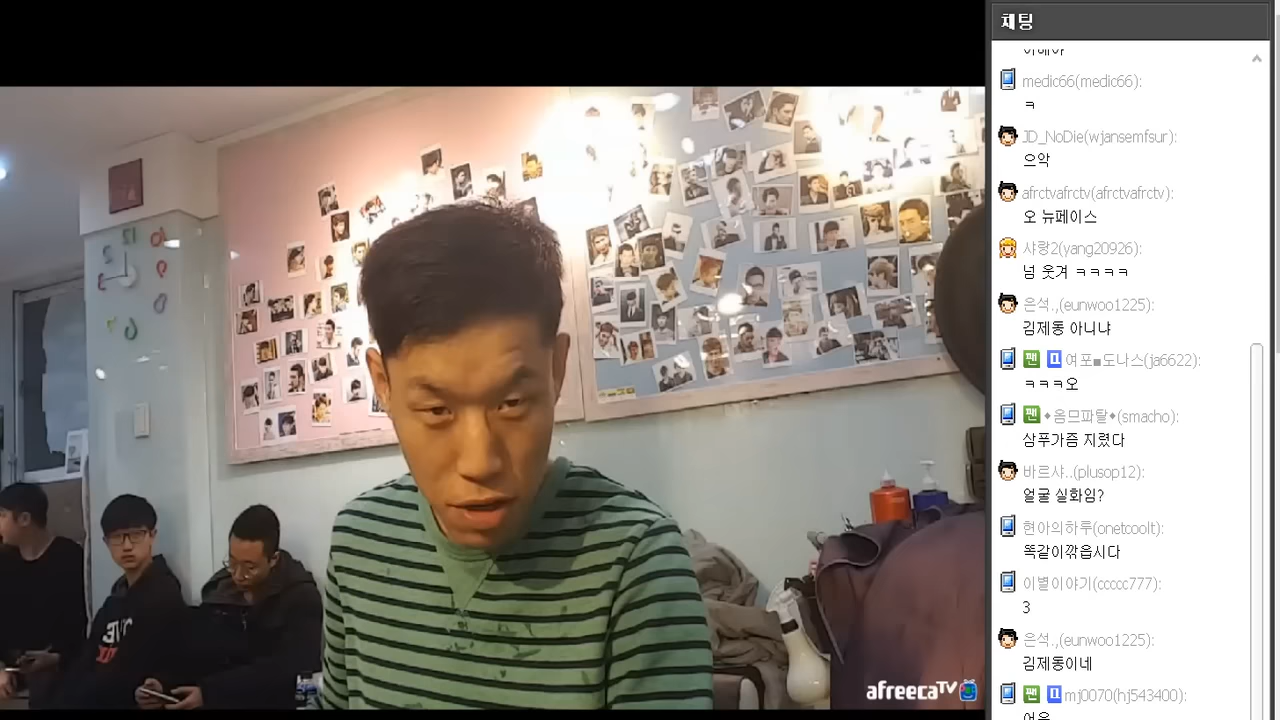 채팅
medic66(medic66):
ㅋ
JD_NoDie(wjansemfsur):
으악
afrctvafrctv(afrctvafrctv):
오 뉴페이스
샤랑2(yang20926):
넘 웃겨 ㅋㅋㅋㅋ
은석.,(eunwoo1225):
김제동 아니냐
팬 여포■도나스(ja6622):
ㅋㅋㅋ오
팬 ♦옴므파탈♦(smacho):
샴푸가즘 지렸다
바르샤..(plusop12):
얼굴 실화임?
현아의하루(onetcoolt):
똑같이깎읍시다
이별이야기(ccccc777):
3
은석.,(eunwoo1225):
김제동이네
팬 mj0070(hj543400):
afreecaTV